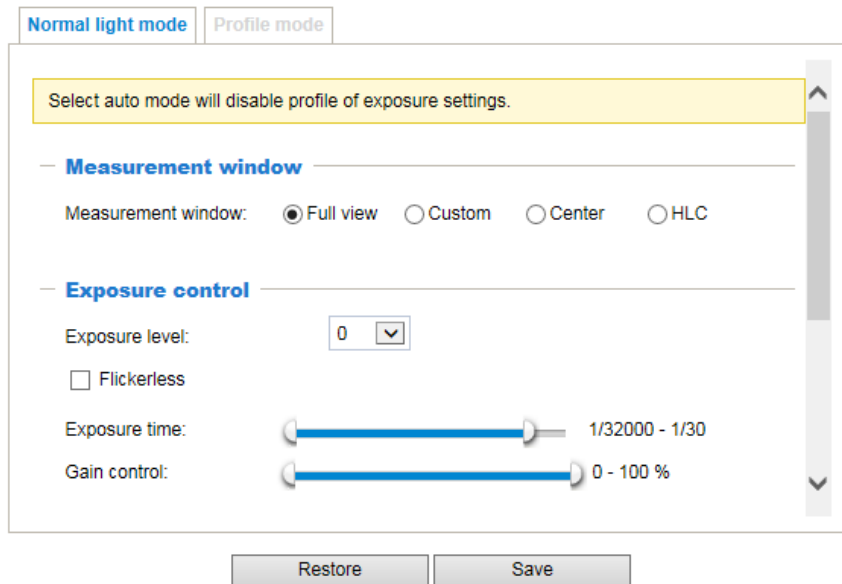 Normal light mode Profile mode
Select auto mode will disable profile of exposure settings.
Measurement window
Measurement window: Full view Custom Center HLC
Exposure control
Exposure level: 0
Flickerless
Exposure time: 1/32000 - 1/30
Gain control: 0 - 100 %
Restore Save